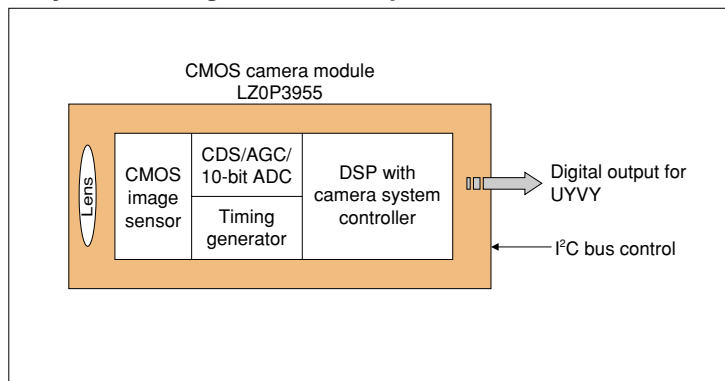 CMOS camera module
LZ0P3955
Lens
CMOS
image
sensor
CDS/AGC/
10-bit ADC
Timing
generator
DSP with
camera system
controller
Digital output for
UYVY
I²C bus control